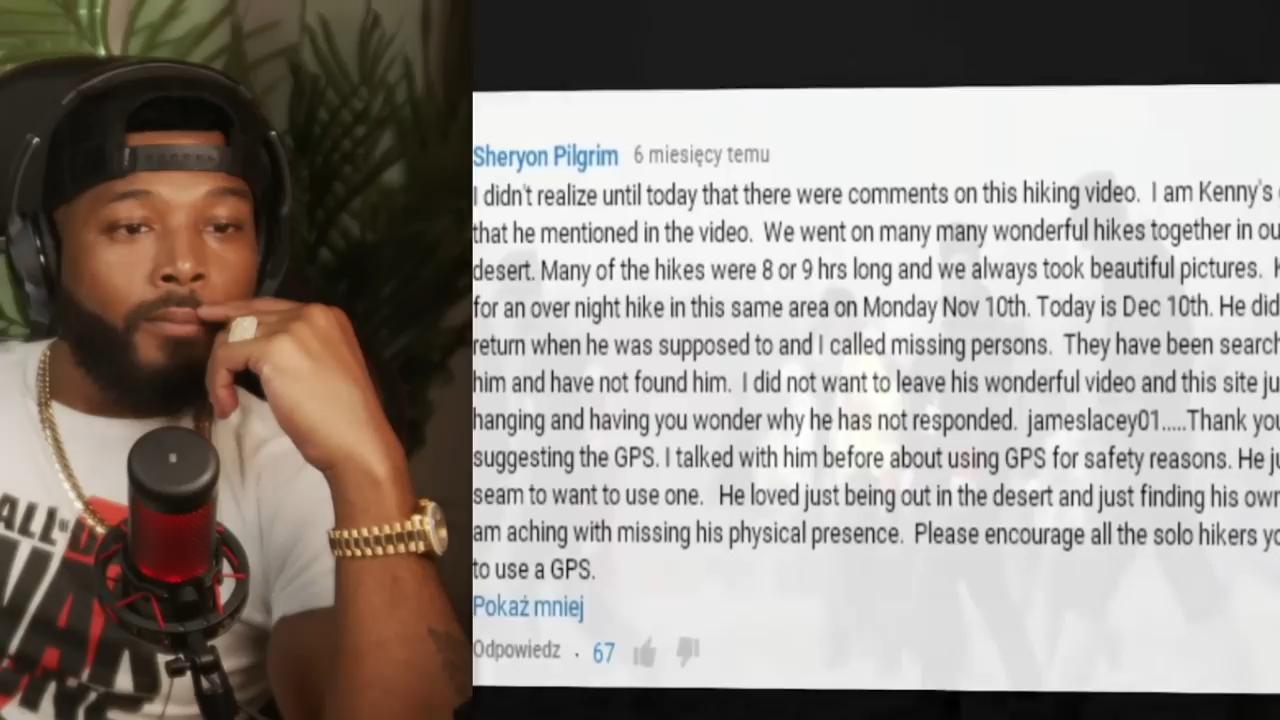 Sheryon Pilgrim 6 miesięcy temu
I didn't realize until today that there were comments on this hiking video. I am Kenny's
that he mentioned in the video. We went on many many wonderful hikes together in ou
desert. Many of the hikes were 8 or 9 hrs long and we always took beautiful pictures. K
for an over night hike in this same area on Monday Nov 10th. Today is Dec 10th. He did
return when he was supposed to and I called missing persons. They have been search
him and have not found him. I did not want to leave his wonderful video and this site ju
hanging and having you wonder why he has not responded. jameslacey01.....Thank you
suggesting the GPS. I talked with him before about using GPS for safety reasons. He ju
seam to want to use one. He loved just being out in the desert and just finding his own
am aching with missing his physical presence. Please encourage all the solo hikers yo
to use a GPS.
Pokaż mniej
Odpowiedz . 67
ALL